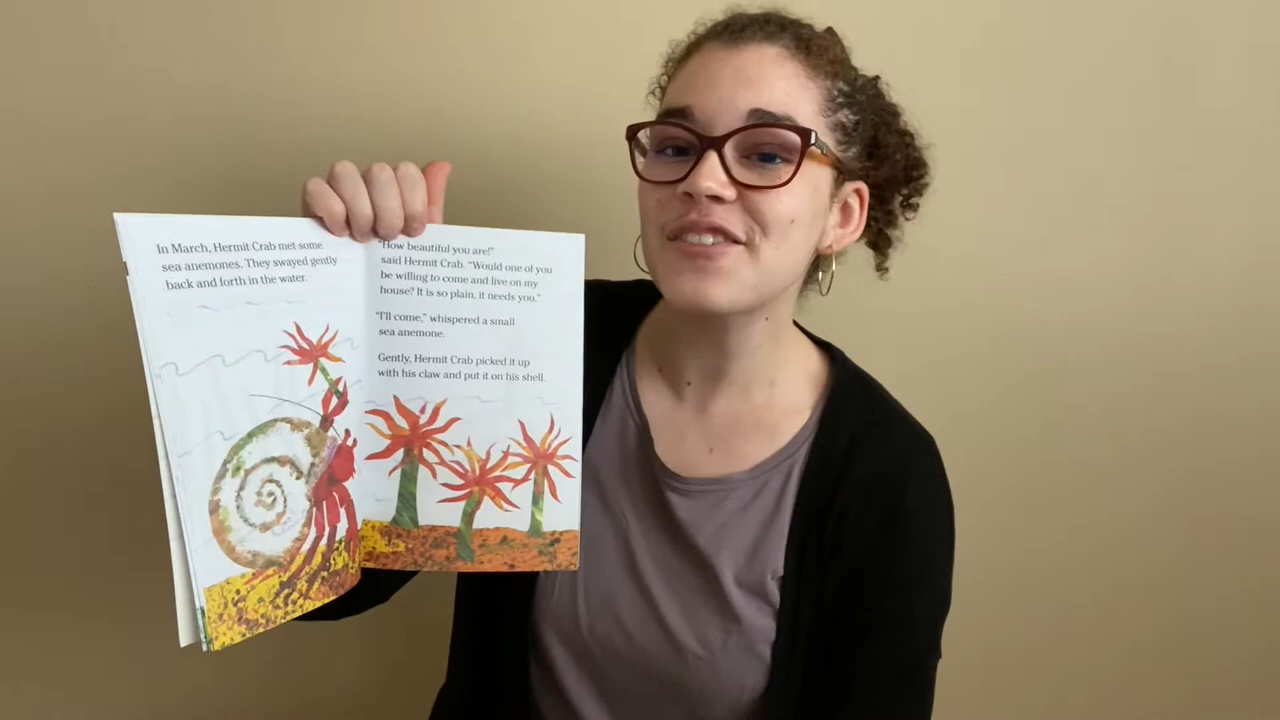 In March, Hermit Crab met some
sea anemones. They swayed gently
back and forth in the water.
"How beautiful you are!"
said Hermit Crab. "Would one of you
be willing to come and live on my
house? It is so plain, it needs you."
"I'll come," whispered a small
sea anemone.
Gently, Hermit Crab picked it up
with his claw and put it on his shell.